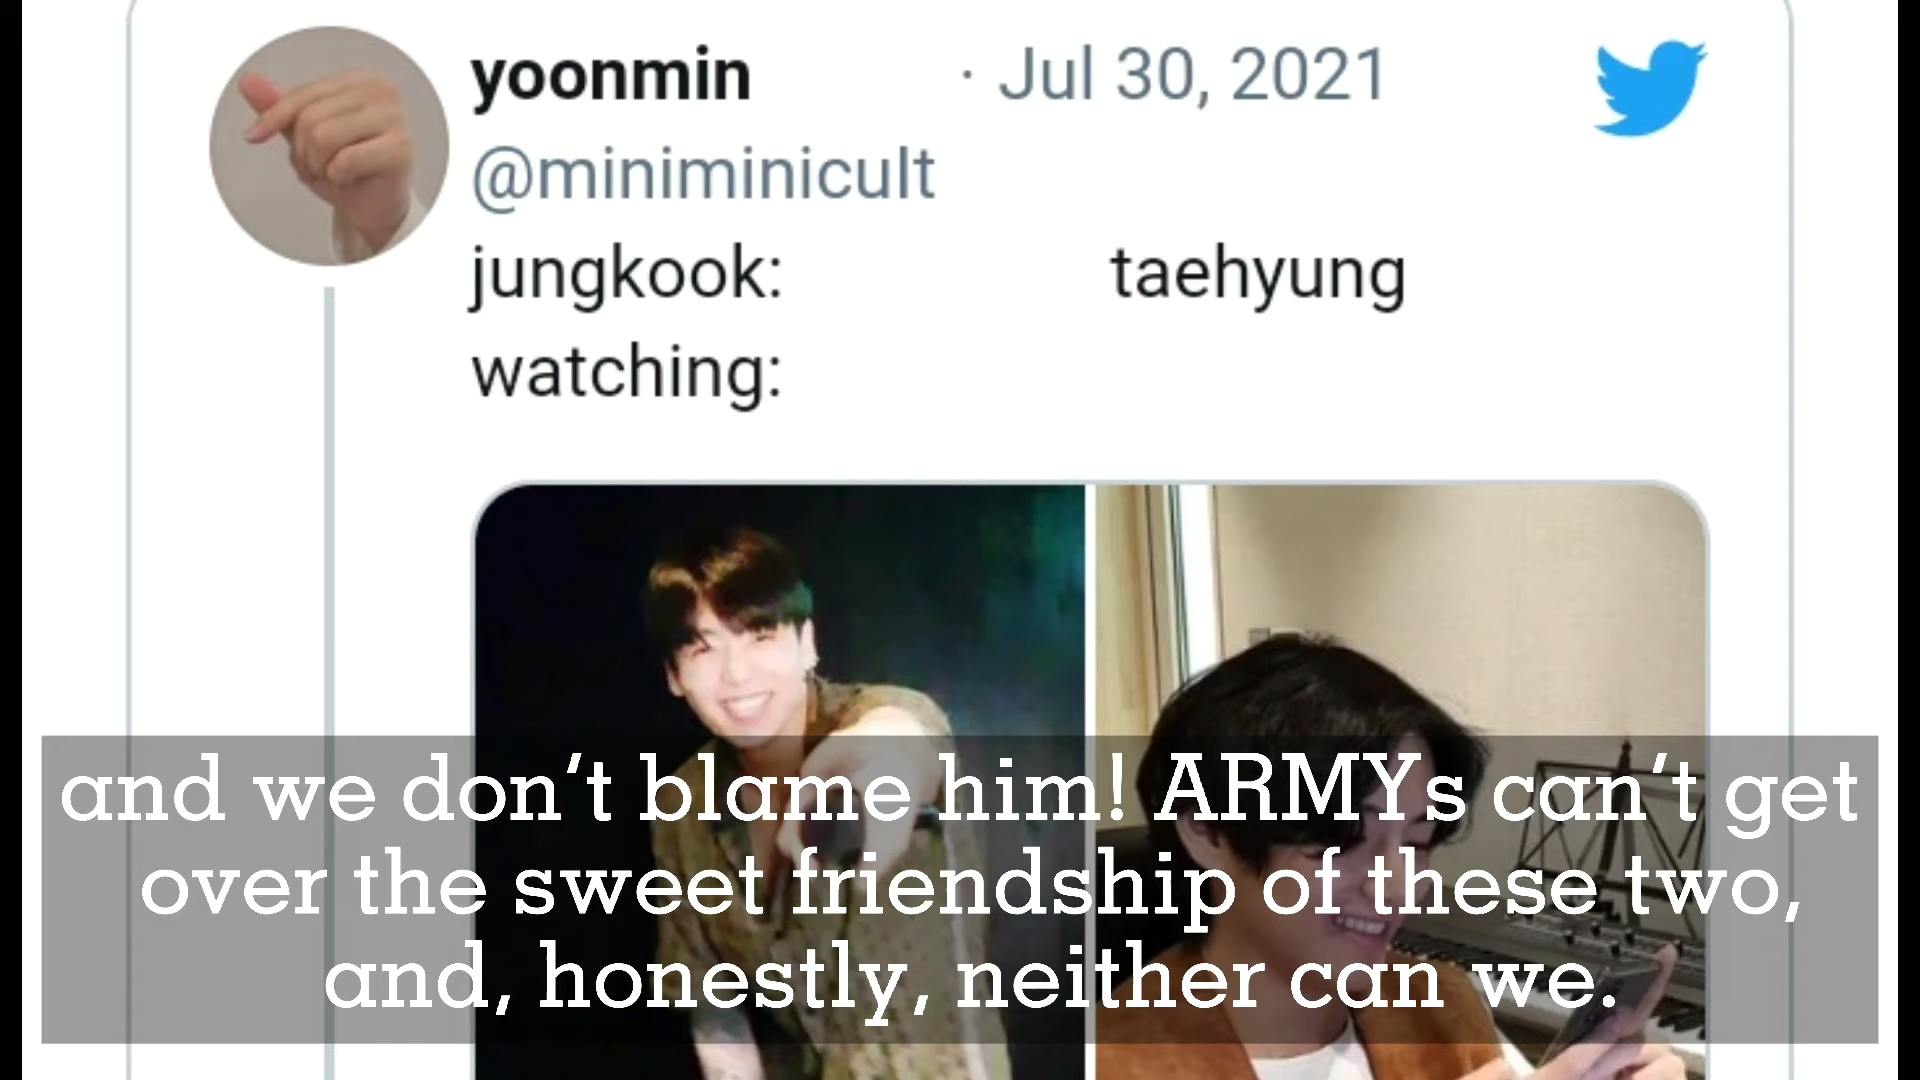 yoonmin · Jul 30, 2021
@miniminicult
jungkook: taehyung
watching:
and we don't blame him! ARMYs can't get
over the sweet friendship of these two,
and, honestly, neither can we.